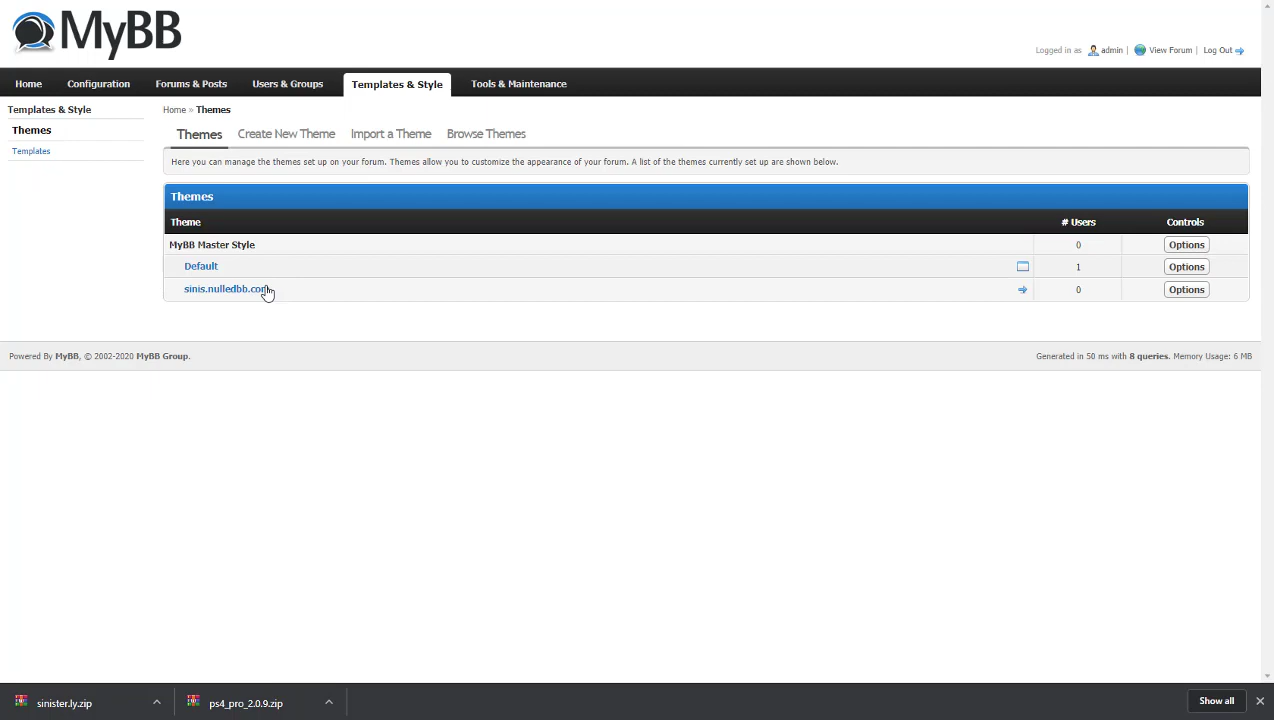 MyBB
Logged in as admin | View Forum | Log Out
Home Configuration Forums & Posts Users & Groups Templates & Style Tools & Maintenance
Templates & Style
Themes
Templates
Home » Themes
Themes Create New Theme Import a Theme Browse Themes
Here you can manage the themes set up on your forum. Themes allow you to customize the appearance of your forum. A list of the themes currently set up are shown below.
Themes
Theme # Users Controls
MyBB Master Style 0 Options
Default 1 Options
sinis.nulledbb.com 0 Options
Powered By MyBB, © 2002-2020 MyBB Group. Generated in 50 ms with 8 queries. Memory Usage: 6 MB
sinister.ly.zip ps4_pro_2.0.9.zip Show all